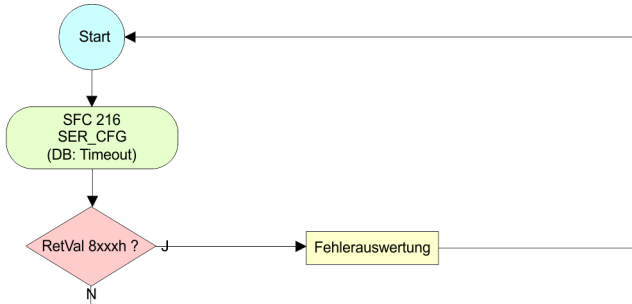 Start
SFC 216
SER_CFG
(DB: Timeout)
RetVal 8xxxh ?
J
Fehlerauswertung
N